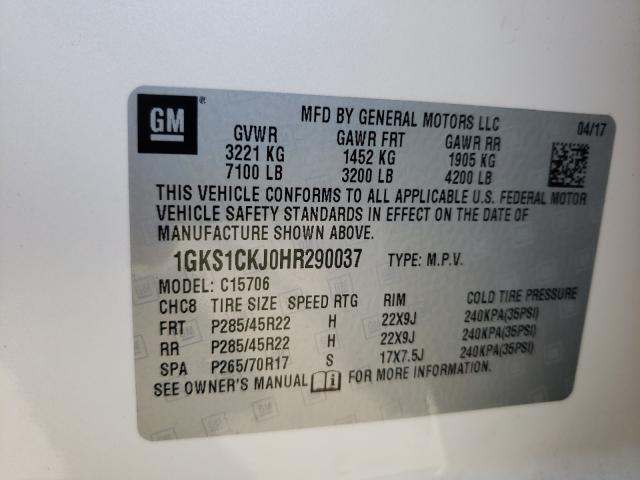 GM ®
MFD BY GENERAL MOTORS LLC 04/17
GVWR GAWR FRT GAWR RR
3221 KG 1452 KG 1905 KG
7100 LB 3200 LB 4200 LB
THIS VEHICLE CONFORMS TO ALL APPLICABLE U.S. FEDERAL MOTOR
VEHICLE SAFETY STANDARDS IN EFFECT ON THE DATE OF
MANUFACTURE SHOWN ABOVE.
1GKS1CKJ0HR290037 TYPE: M.P.V.
MODEL: C15706
CHC8 TIRE SIZE SPEED RTG RIM COLD TIRE PRESSURE
FRT P285/45R22 H 22X9J 240KPA(35PSI)
RR P285/45R22 H 22X9J 240KPA(35PSI)
SPA P265/70R17 S 17X7.5J 240KPA(35PSI)
SEE OWNER'S MANUAL FOR MORE INFORMATION.